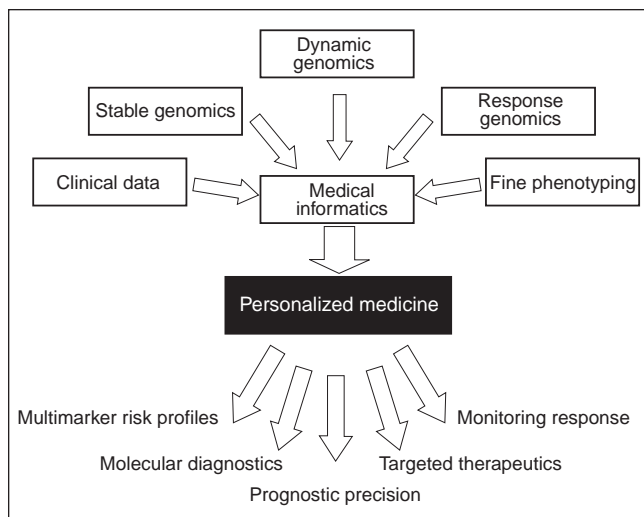 Dynamic
genomics
Stable genomics
Response
genomics
Clinical data
Medical
informatics
Fine phenotyping
Personalized medicine
Multimarker risk profiles
Monitoring response
Molecular diagnostics
Targeted therapeutics
Prognostic precision